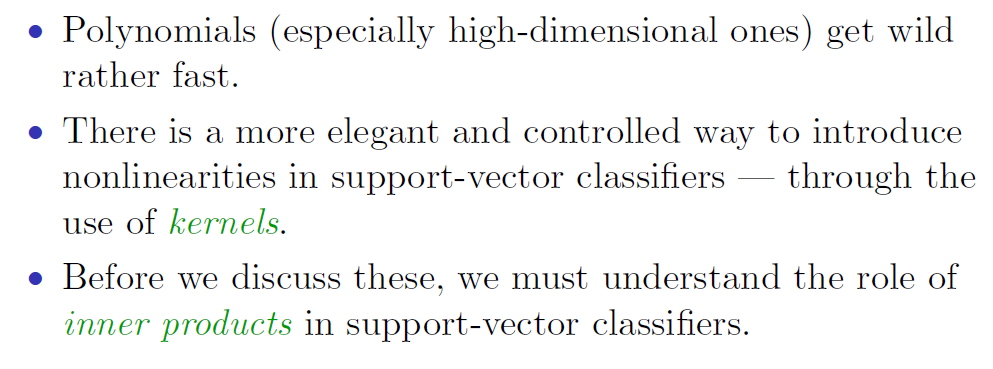 • Polynomials (especially high-dimensional ones) get wild
rather fast.
• There is a more elegant and controlled way to introduce
nonlinearities in support-vector classifiers — through the
use of kernels.
• Before we discuss these, we must understand the role of
inner products in support-vector classifiers.